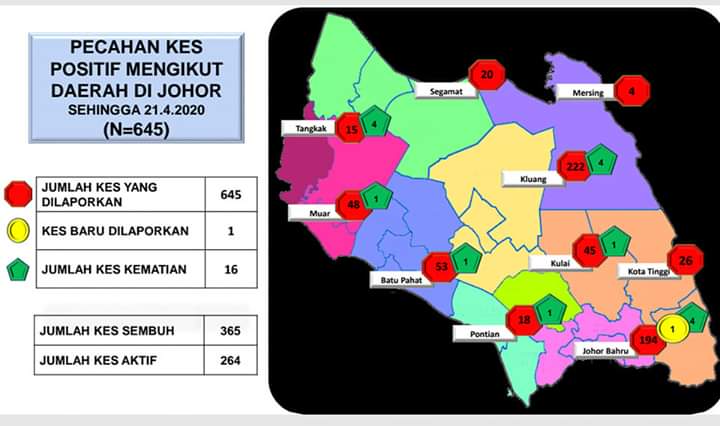 PECAHAN KES
POSITIF MENGIKUT
DAERAH DI JOHOR
SEHINGGA 21.4.2020
(N=645)
JUMLAH KES YANG
DILAPORKAN 645
KES BARU DILAPORKAN 1
JUMLAH KES KEMATIAN 16
JUMLAH KES SEMBUH 365
JUMLAH KES AKTIF 264
Segamat 20
Mersing 4
Tangkak 15 4
Kluang 222 4
Muar 48 1
Kulai 45 1
Kota Tinggi 26
Batu Pahat 53 1
Pontian 18 1
Johor Bahru 194 1 4